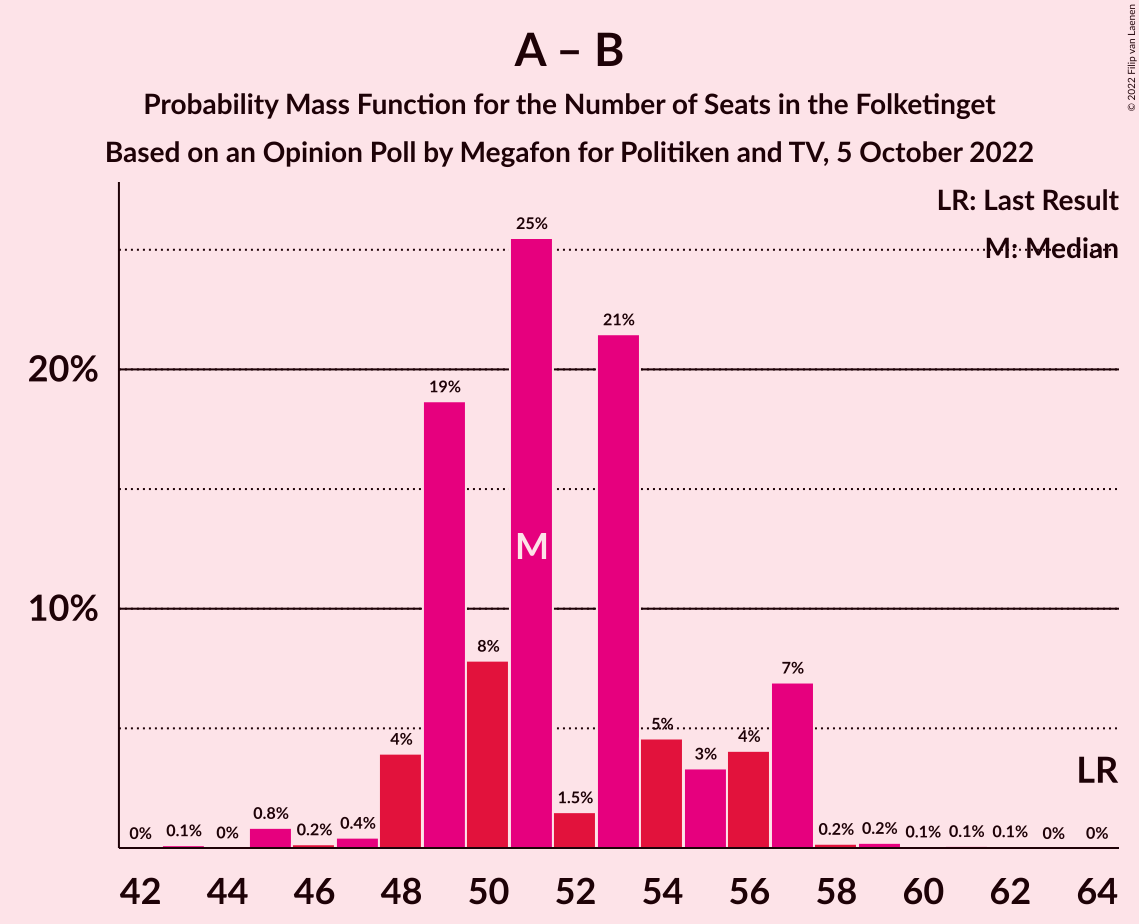 A – B
Probability Mass Function for the Number of Seats in the Folketinget
Based on an Opinion Poll by Megafon for Politiken and TV, 5 October 2022
© 2022 Filip van Laenen
LR: Last Result
M: Median
25%
21%
20%
19%
M
10%
8%
7%
5%
4%
4%
3%
LR
1.5%
0% 0.1% 0% 0.8% 0.2% 0.4% 0.2% 0.2% 0.1% 0.1% 0.1% 0% 0%
42 44 46 48 50 52 54 56 58 60 62 64